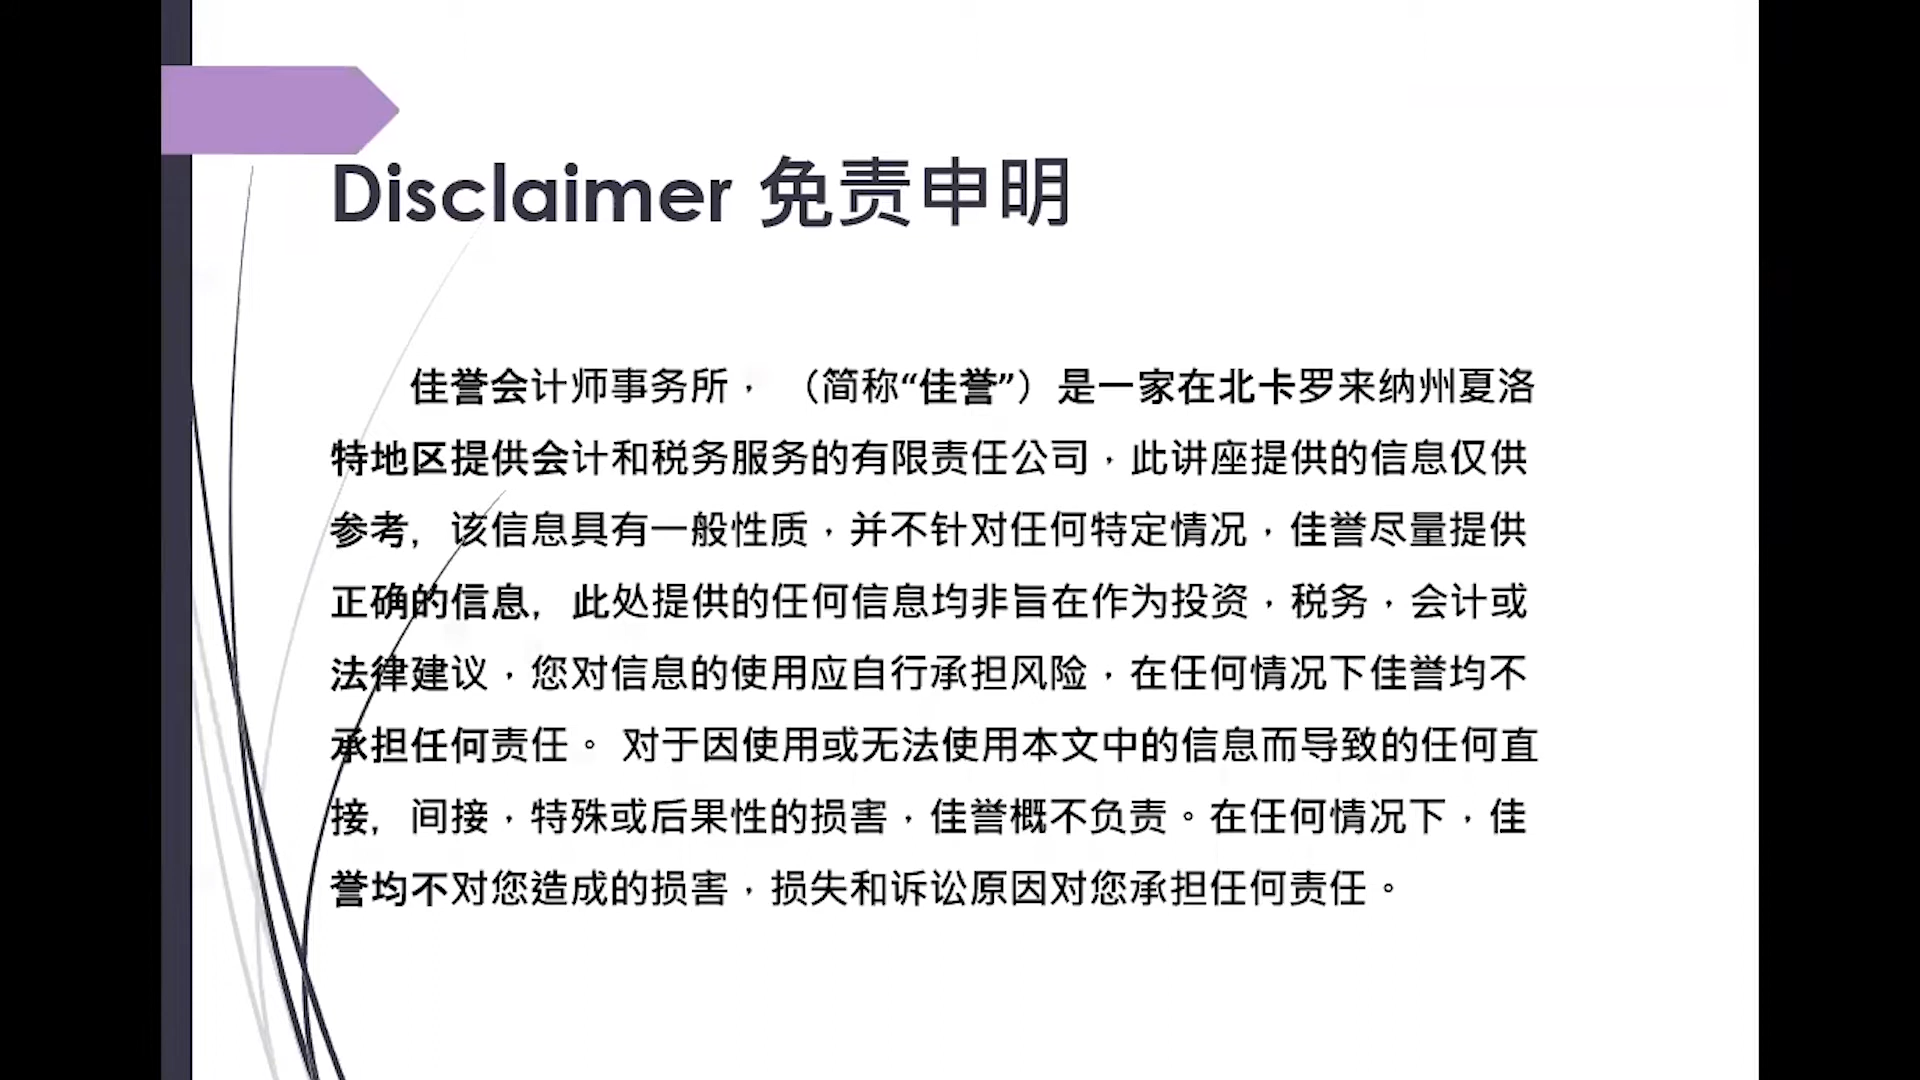 Disclaimer 免责申明
佳誉会计师事务所，（简称“佳誉”）是一家在北卡罗来纳州夏洛
特地区提供会计和税务服务的有限责任公司，此讲座提供的信息仅供
参考, 该信息具有一般性质，并不针对任何特定情况，佳誉尽量提供
正确的信息, 此处提供的任何信息均非旨在作为投资，税务，会计或
法律建议，您对信息的使用应自行承担风险，在任何情况下佳誉均不
承担任何责任。 对于因使用或无法使用本文中的信息而导致的任何直
接, 间接，特殊或后果性的损害，佳誉概不负责。在任何情况下，佳
誉均不对您造成的损害，损失和诉讼原因对您承担任何责任。